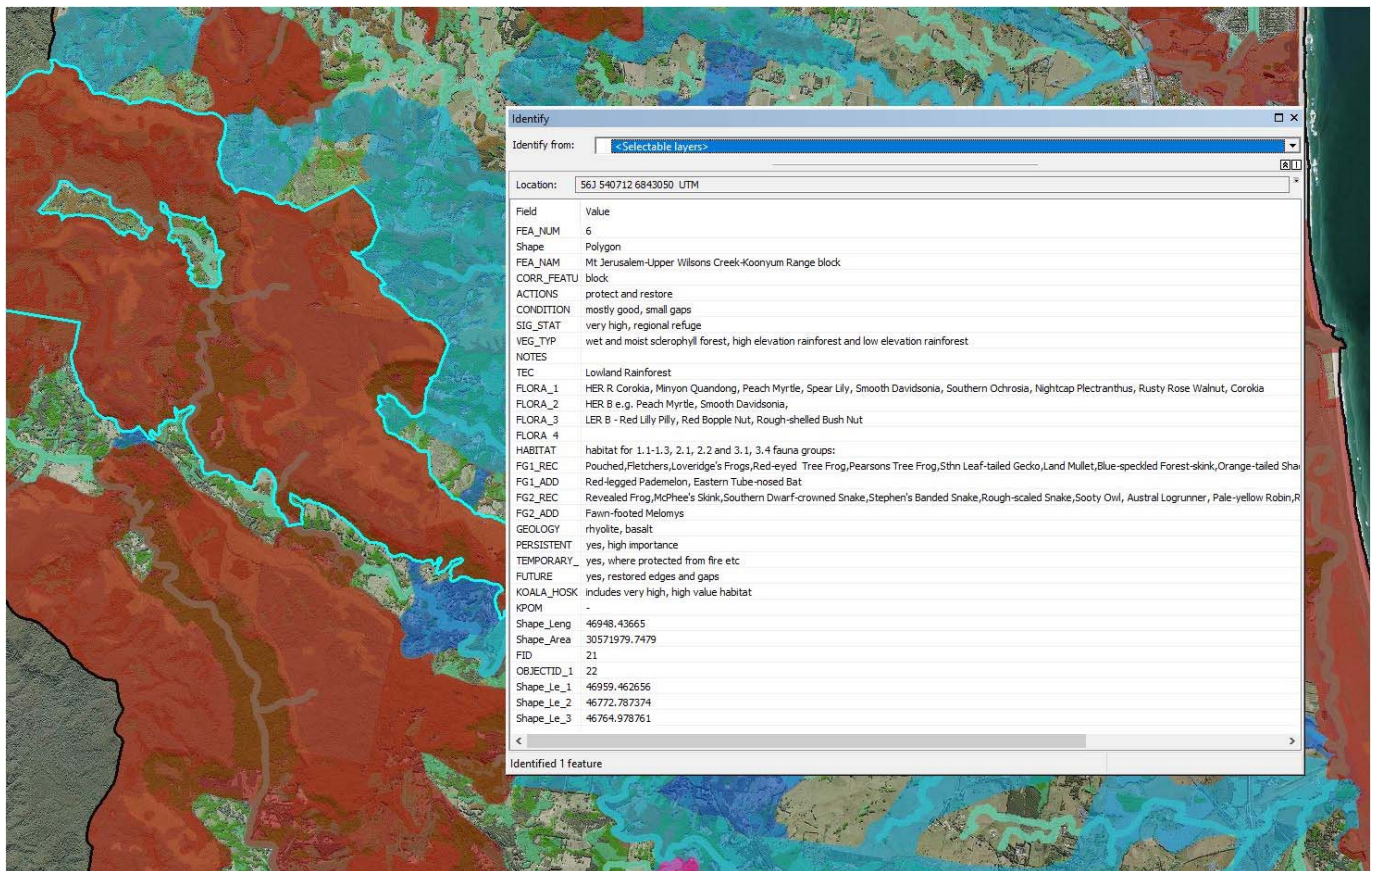 Identify
Identify from: <Selectable layers>
Location: 56J 540712 6843050 UTM
Field Value
FEA_NUM 6
Shape Polygon
FEA_NAM Mt Jerusalem-Upper Wilsons Creek-Koonyum Range block
CORR_FEATU block
ACTIONS protect and restore
CONDITION mostly good, small gaps
SIG_STAT very high, regional refuge
VEG_TYP wet and moist sclerophyll forest, high elevation rainforest and low elevation rainforest
NOTES
TEC Lowland Rainforest
FLORA_1 HER R Corokia, Minyon Quandong, Peach Myrtle, Spear Lily, Smooth Davidsonia, Southern Ochrosia, Nightcap Plectranthus, Rusty Rose Walnut, Corokia
FLORA_2 HER B e.g. Peach Myrtle, Smooth Davidsonia,
FLORA_3 LER B - Red Lilly Pilly, Red Bopple Nut, Rough-shelled Bush Nut
FLORA_4
HABITAT habitat for 1.1-1.3, 2.1, 2.2 and 3.1, 3.4 fauna groups:
FG1_REC Pouched,Fletchers,Loveridge's Frogs,Red-eyed Tree Frog,Pearsons Tree Frog,Sthn Leaf-tailed Gecko,Land Mullet,Blue-speckled Forest-skink,Orange-tailed Sha
FG1_ADD Red-legged Pademelon, Eastern Tube-nosed Bat
FG2_REC Revealed Frog,McPhee's Skink,Southern Dwarf-crowned Snake,Stephen's Banded Snake,Rough-scaled Snake,Sooty Owl, Austral Logrunner, Pale-yellow Robin,R
FG2_ADD Fawn-footed Melomys
GEOLOGY rhyolite, basalt
PERSISTENT yes, high importance
TEMPORARY_ yes, where protected from fire etc
FUTURE yes, restored edges and gaps
KOALA_HOSK includes very high, high value habitat
KPOM -
Shape_Leng 46948.43665
Shape_Area 30571979.7479
FID 21
OBJECTID_1 22
Shape_Le_1 46959.462656
Shape_Le_2 46772.787374
Shape_Le_3 46764.978761
Identified 1 feature